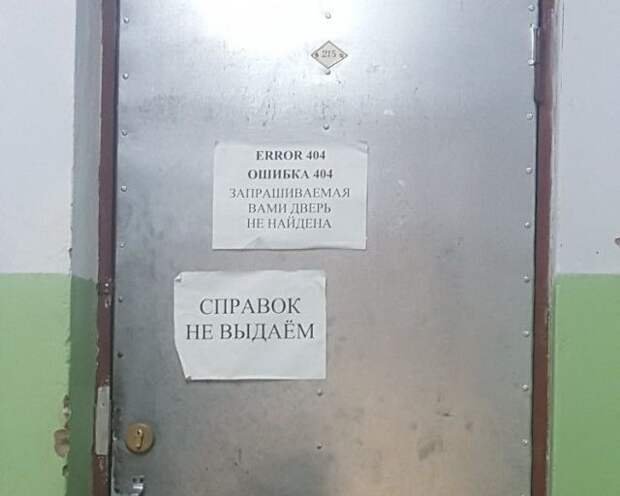 215
ERROR 404
ОШИБКА 404
ЗАПРАШИВАЕМАЯ
ВАМИ ДВЕРЬ
НЕ НАЙДЕНА
СПРАВОК
НЕ ВЫДАЁМ